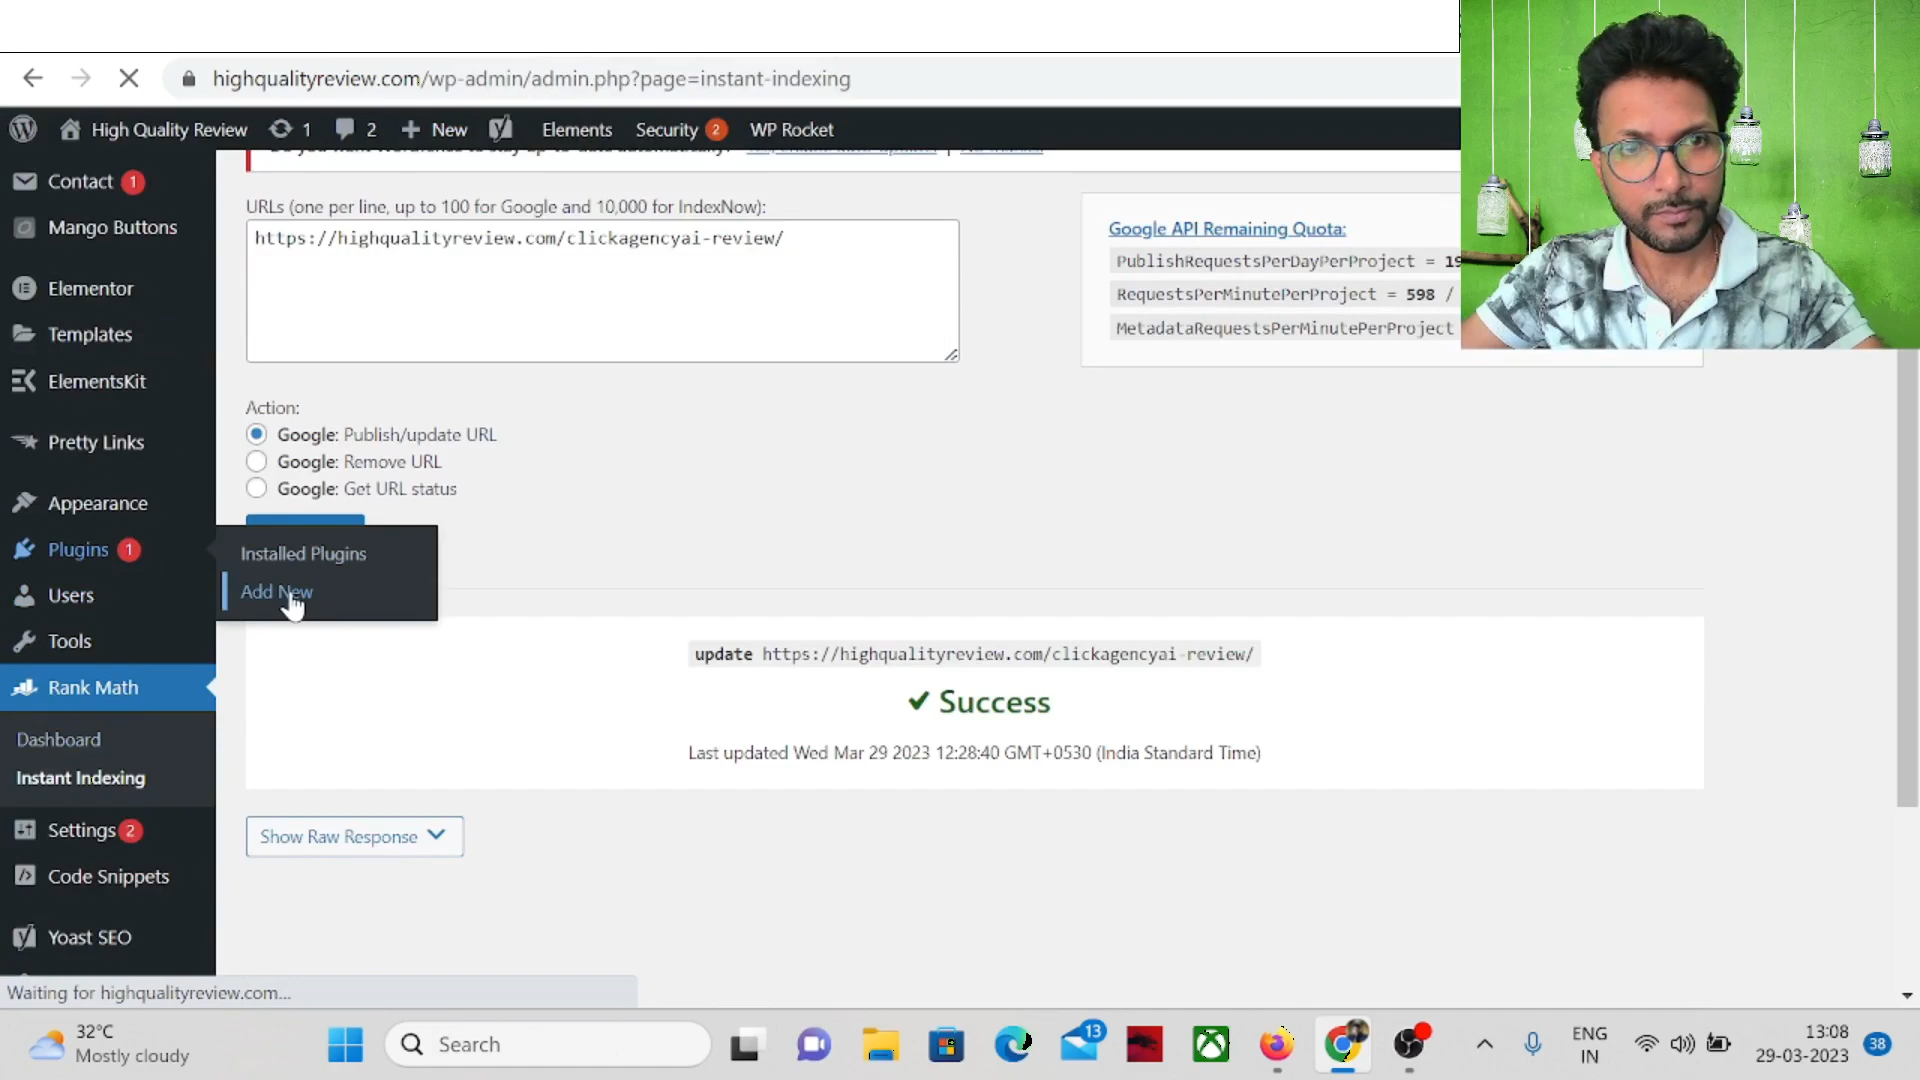 highqualityreview.com/wp-admin/admin.php?page=instant-indexing
High Quality Review 1 2 New Elements Security 2 WP Rocket
Contact 1
Mango Buttons
Elementor
Templates
ElementsKit
Pretty Links
Appearance
Plugins 1
Users
Tools
Rank Math
Dashboard
Instant Indexing
Settings 2
Code Snippets
Yoast SEO
Installed Plugins
Add New
URLs (one per line, up to 100 for Google and 10,000 for IndexNow):
https://highqualityreview.com/clickagencyai-review/
Action:
Google: Publish/update URL
Google: Remove URL
Google: Get URL status
Google API Remaining Quota:
PublishRequestsPerDayPerProject = 19
RequestsPerMinutePerProject = 598 /
MetadataRequestsPerMinutePerProject
update https://highqualityreview.com/clickagencyai-review/
✔ Success
Last updated Wed Mar 29 2023 12:28:40 GMT+0530 (India Standard Time)
Show Raw Response
Waiting for highqualityreview.com...
32°C
Mostly cloudy
Search
13
ENG
IN
13:08
29-03-2023
38